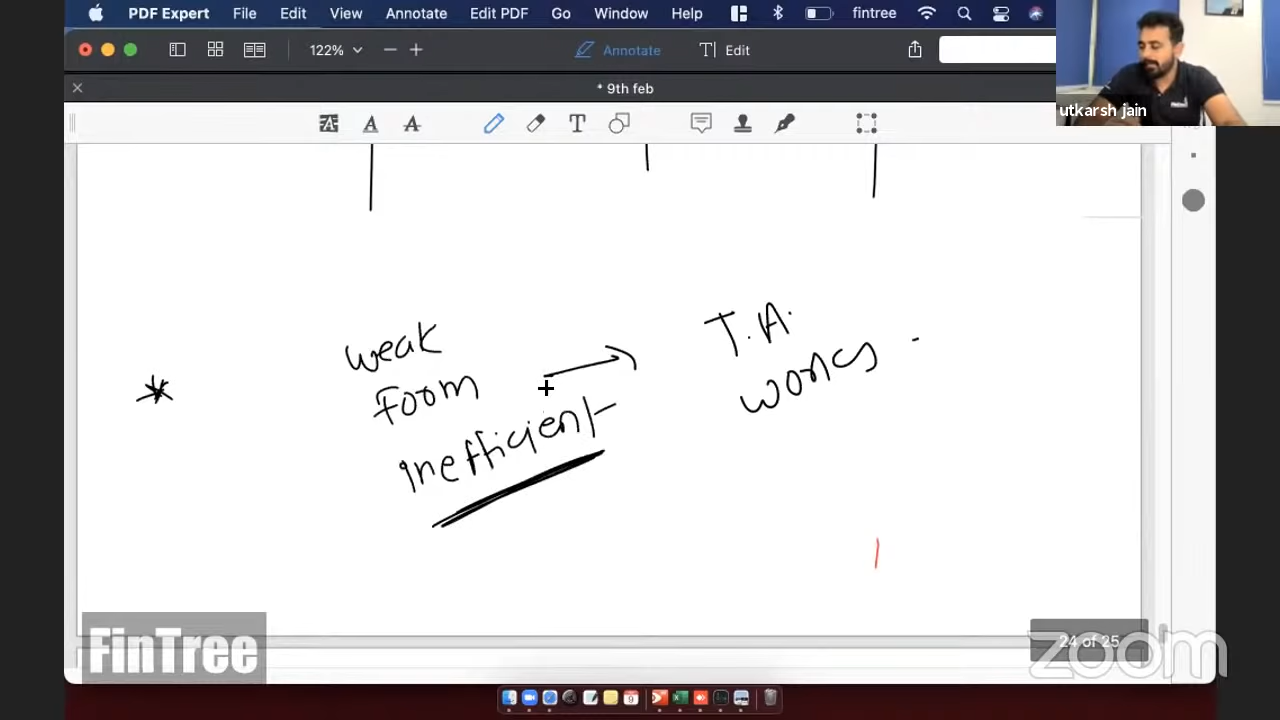 PDF Expert File Edit View Annotate Edit PDF Go Window Help fintree
122% Annotate Edit
* 9th feb
utkarsh jain
weak
Form
inefficient
T.A.
works
*
24 of 25
FinTree
zoom